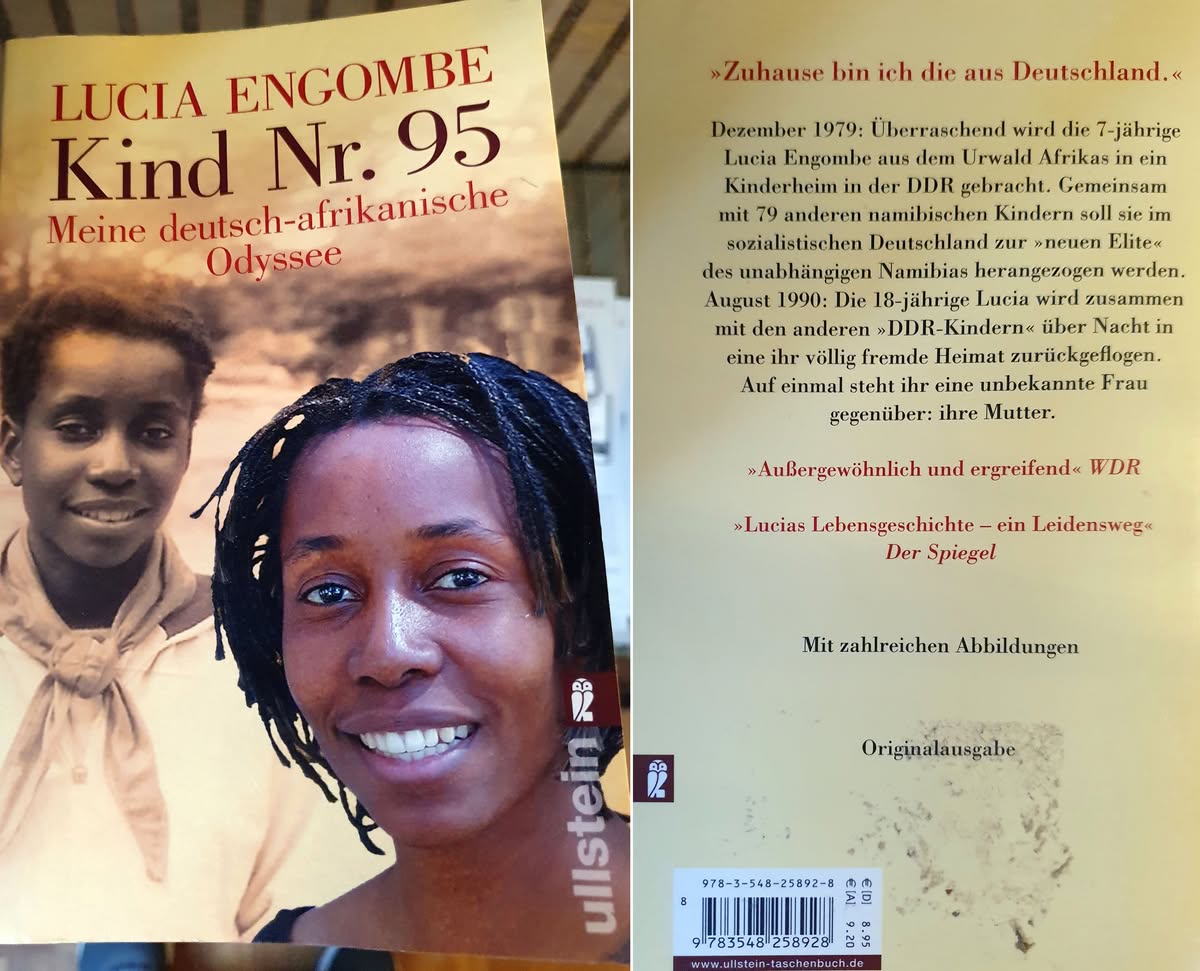 LUCIA ENGOMBE
Kind Nr. 95
Meine deutsch-afrikanische
Odyssee
ullstein
»Zuhause bin ich die aus Deutschland.«
Dezember 1979: Überraschend wird die 7-jährige
Lucia Engombe aus dem Urwald Afrikas in ein
Kinderheim in der DDR gebracht. Gemeinsam
mit 79 anderen namibischen Kindern soll sie im
sozialistischen Deutschland zur »neuen Elite«
des unabhängigen Namibias herangezogen werden.
August 1990: Die 18-jährige Lucia wird zusammen
mit den anderen »DDR-Kindern« über Nacht in
eine ihr völlig fremde Heimat zurückgeflogen.
Auf einmal steht ihr eine unbekannte Frau
gegenüber: ihre Mutter.
»Außergewöhnlich und ergreifend« WDR
»Lucias Lebensgeschichte – ein Leidensweg«
Der Spiegel
Mit zahlreichen Abbildungen
Originalausgabe
978-3-548-25892-8
8
9 783548 258928
€ [D] 8.95
€ [A] 9.20
www.ullstein-taschenbuch.de